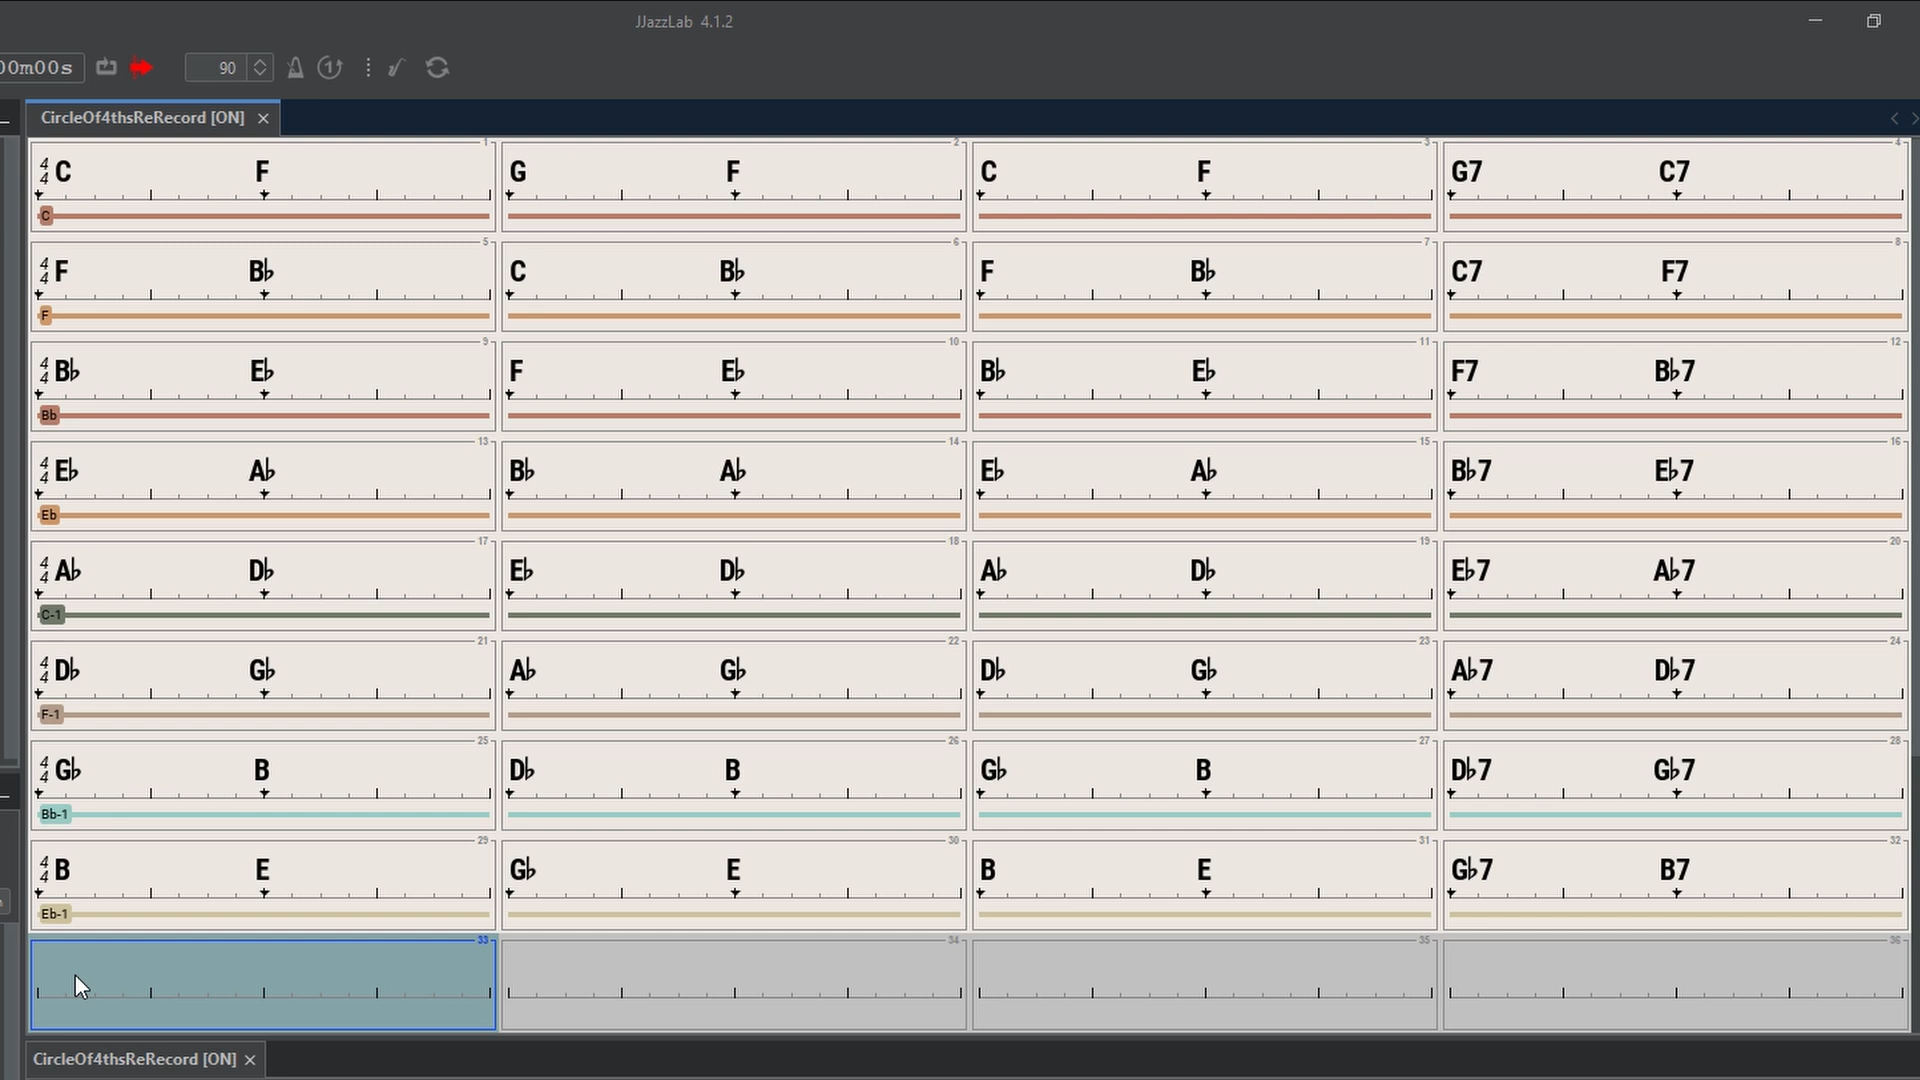 JJazzLab 4.1.2
00m00s 90 1
CircleOf4thsReRecord [ON]
1 2 3 4
4/4 C F G F C F G7 C7
C
5 6 7 8
4/4 F B♭ C B♭ F B♭ C7 F7
F
9 10 11 12
4/4 B♭ E♭ F E♭ B♭ E♭ F7 B♭7
Bb
13 14 15 16
4/4 E♭ A♭ B♭ A♭ E♭ A♭ B♭7 E♭7
Eb
17 18 19 20
4/4 A♭ D♭ E♭ D♭ A♭ D♭ E♭7 A♭7
C-1
21 22 23 24
4/4 D♭ G♭ A♭ G♭ D♭ G♭ A♭7 D♭7
F-1
25 26 27 28
4/4 G♭ B D♭ B G♭ B D♭7 G♭7
Bb-1
29 30 31 32
4/4 B E G♭ E B E G♭7 B7
Eb-1
33 34 35 36
CircleOf4thsReRecord [ON]